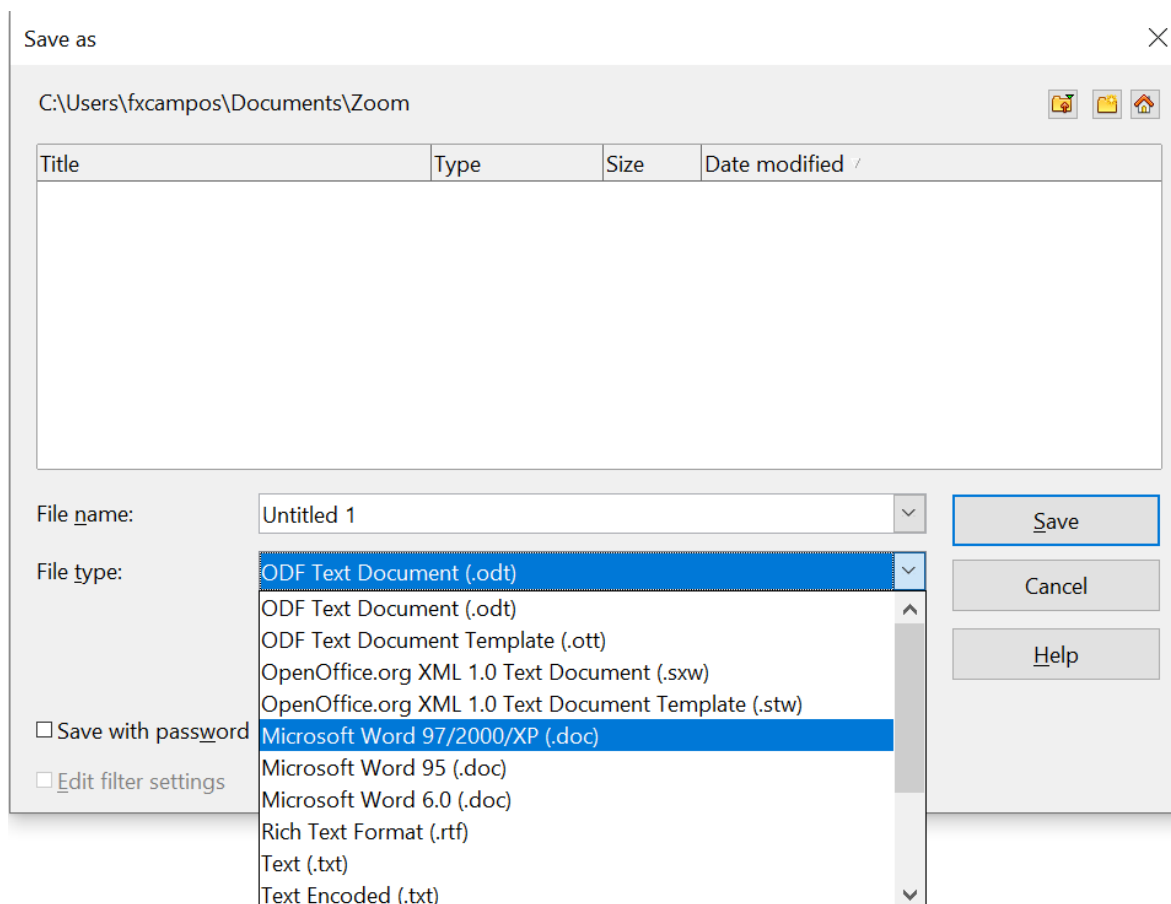 Save as
C:\Users\fxcampos\Documents\Zoom
Title Type Size Date modified
File name: Untitled 1 Save
File type: ODF Text Document (.odt) Cancel
ODF Text Document (.odt)
ODF Text Document Template (.ott)
Help
OpenOffice.org XML 1.0 Text Document (.sxw)
OpenOffice.org XML 1.0 Text Document Template (.stw)
Save with password Microsoft Word 97/2000/XP (.doc)
Microsoft Word 95 (.doc)
Edit filter settings
Microsoft Word 6.0 (.doc)
Rich Text Format (.rtf)
Text (.txt)
Text Encoded (.txt)